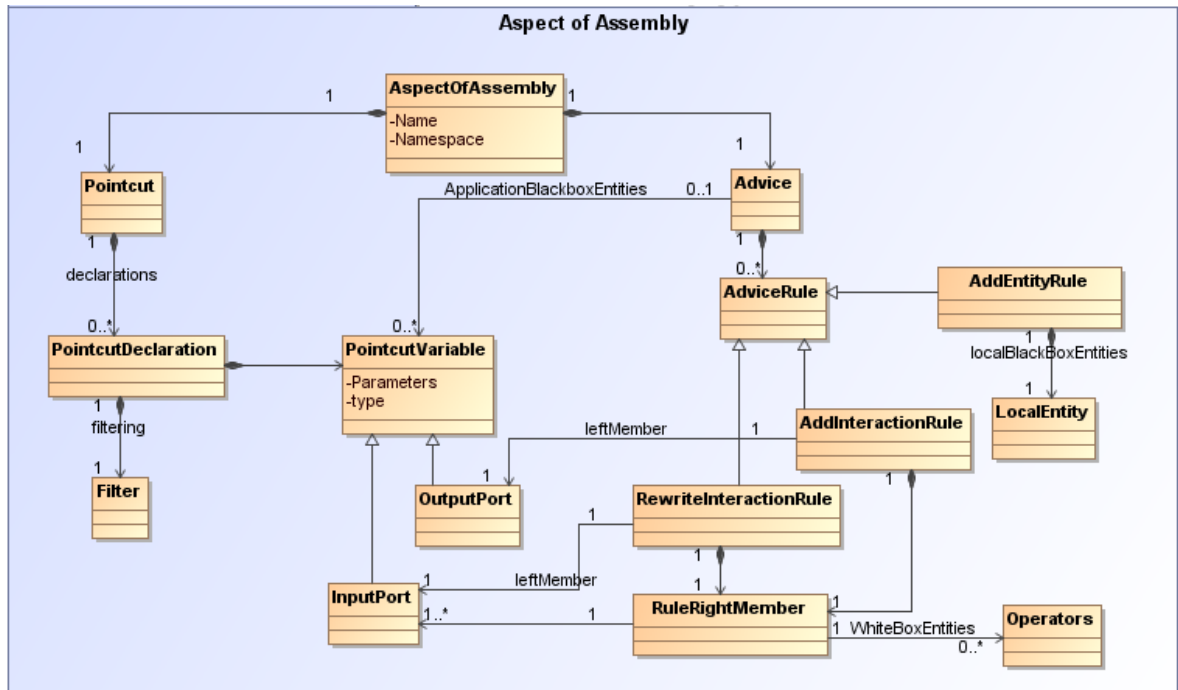 Aspect of Assembly
AspectOfAssembly
-Name
-Namespace
1
1
1
1
Pointcut
Advice
ApplicationBlackboxEntities
0..1
1
1
declarations
0..*
AdviceRule
AddEntityRule
0..*
0..*
PointcutDeclaration
PointcutVariable
-Parameters
-type
1
localBlackBoxEntities
1
LocalEntity
1
filtering
1
Filter
leftMember
1
AddInteractionRule
1
OutputPort
1
RewriteInteractionRule
1
1
1
leftMember
1
1
InputPort
1..*
1
RuleRightMember
1
WhiteBoxEntities
0..*
Operators